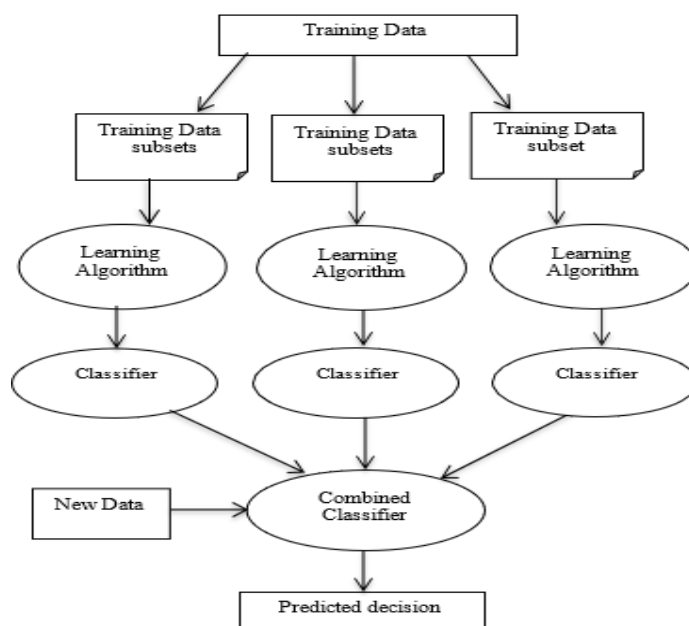 Training Data
Training Data
subsets
Training Data
subsets
Training Data
subset
Learning
Algorithm
Learning
Algorithm
Learning
Algorithm
Classifier
Classifier
Classifier
New Data
Combined
Classifier
Predicted decision